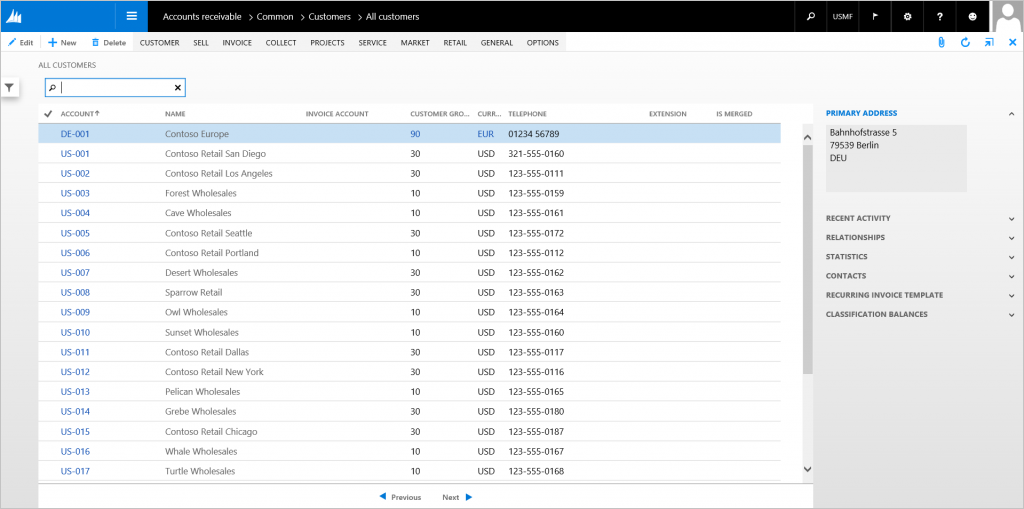 Accounts receivable > Common > Customers > All customers USMF ?
Edit New Delete CUSTOMER SELL INVOICE COLLECT PROJECTS SERVICE MARKET RETAIL GENERAL OPTIONS
ALL CUSTOMERS
ACCOUNT NAME INVOICE ACCOUNT CUSTOMER GRO... CURR... TELEPHONE EXTENSION IS MERGED
DE-001 Contoso Europe 90 EUR 01234 56789
US-001 Contoso Retail San Diego 30 USD 321-555-0160
US-002 Contoso Retail Los Angeles 30 USD 123-555-0111
US-003 Forest Wholesales 10 USD 123-555-0159
US-004 Cave Wholesales 10 USD 123-555-0161
US-005 Contoso Retail Seattle 30 USD 123-555-0172
US-006 Contoso Retail Portland 10 USD 123-555-0112
US-007 Desert Wholesales 30 USD 123-555-0162
US-008 Sparrow Retail 30 USD 123-555-0163
US-009 Owl Wholesales 10 USD 123-555-0164
US-010 Sunset Wholesales 10 USD 123-555-0160
US-011 Contoso Retail Dallas 30 USD 123-555-0117
US-012 Contoso Retail New York 30 USD 123-555-0116
US-013 Pelican Wholesales 10 USD 123-555-0165
US-014 Grebe Wholesales 30 USD 123-555-0180
US-015 Contoso Retail Chicago 30 USD 123-555-0187
US-016 Whale Wholesales 10 USD 123-555-0167
US-017 Turtle Wholesales 10 USD 123-555-0168
Previous Next
PRIMARY ADDRESS
Bahnhofstrasse 5
79539 Berlin
DEU
RECENT ACTIVITY
RELATIONSHIPS
STATISTICS
CONTACTS
RECURRING INVOICE TEMPLATE
CLASSIFICATION BALANCES